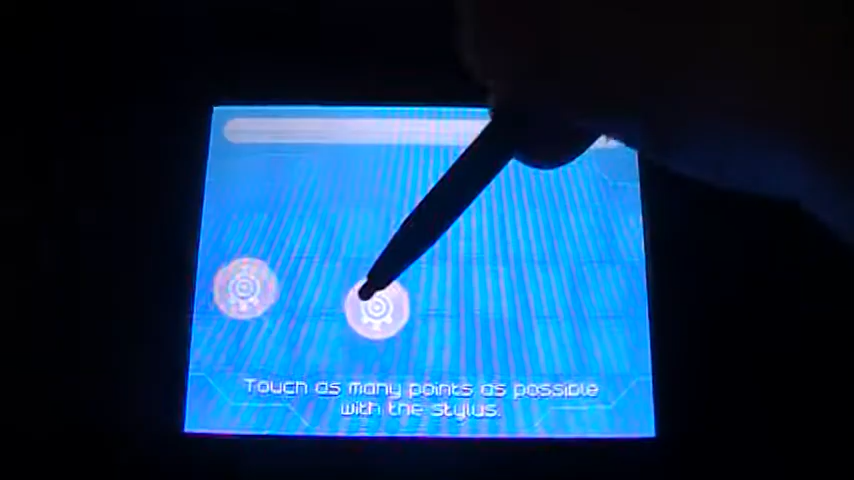 Touch as many points as possible
with the stylus.